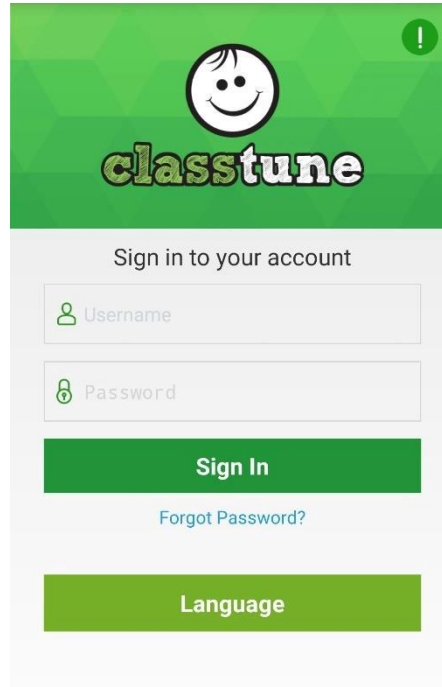 classtune
Sign in to your account
Username
Password
Sign In
Forgot Password?
Language